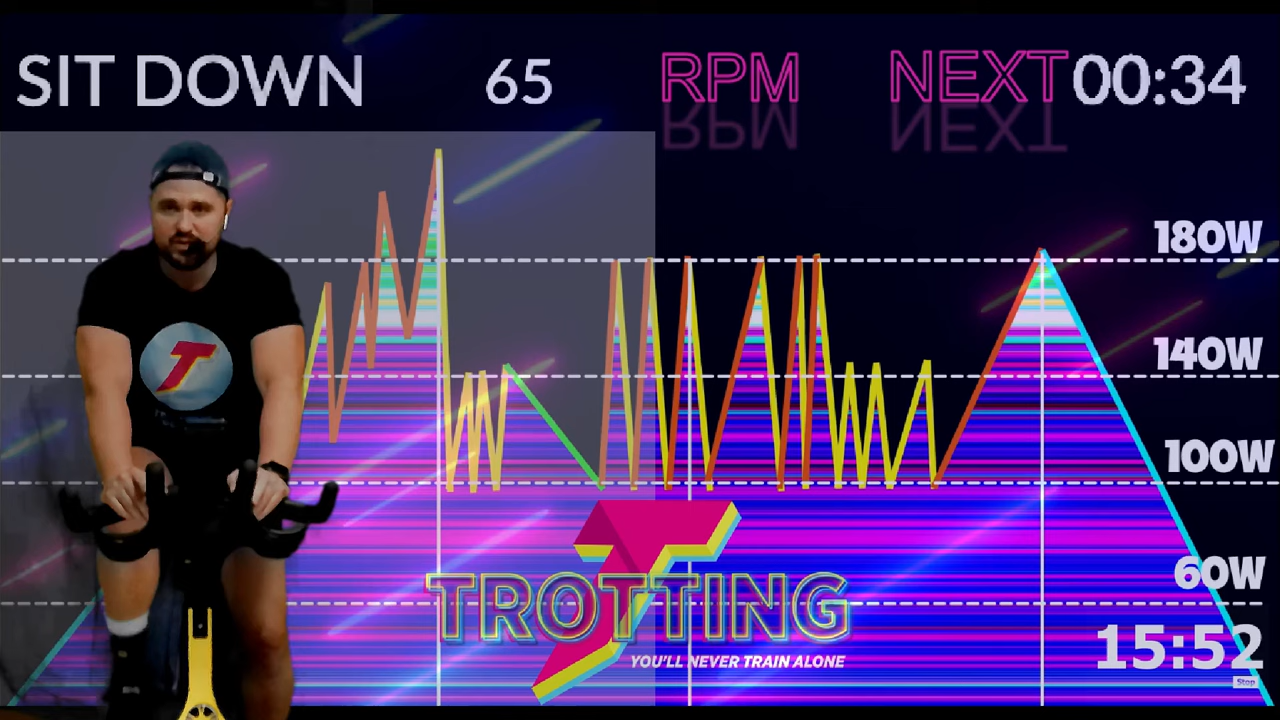 SIT DOWN 65 RPM NEXT 00:34
180W
140W
100W
60W
T
T
TROTTING
YOU'LL NEVER TRAIN ALONE
15:52
Stop